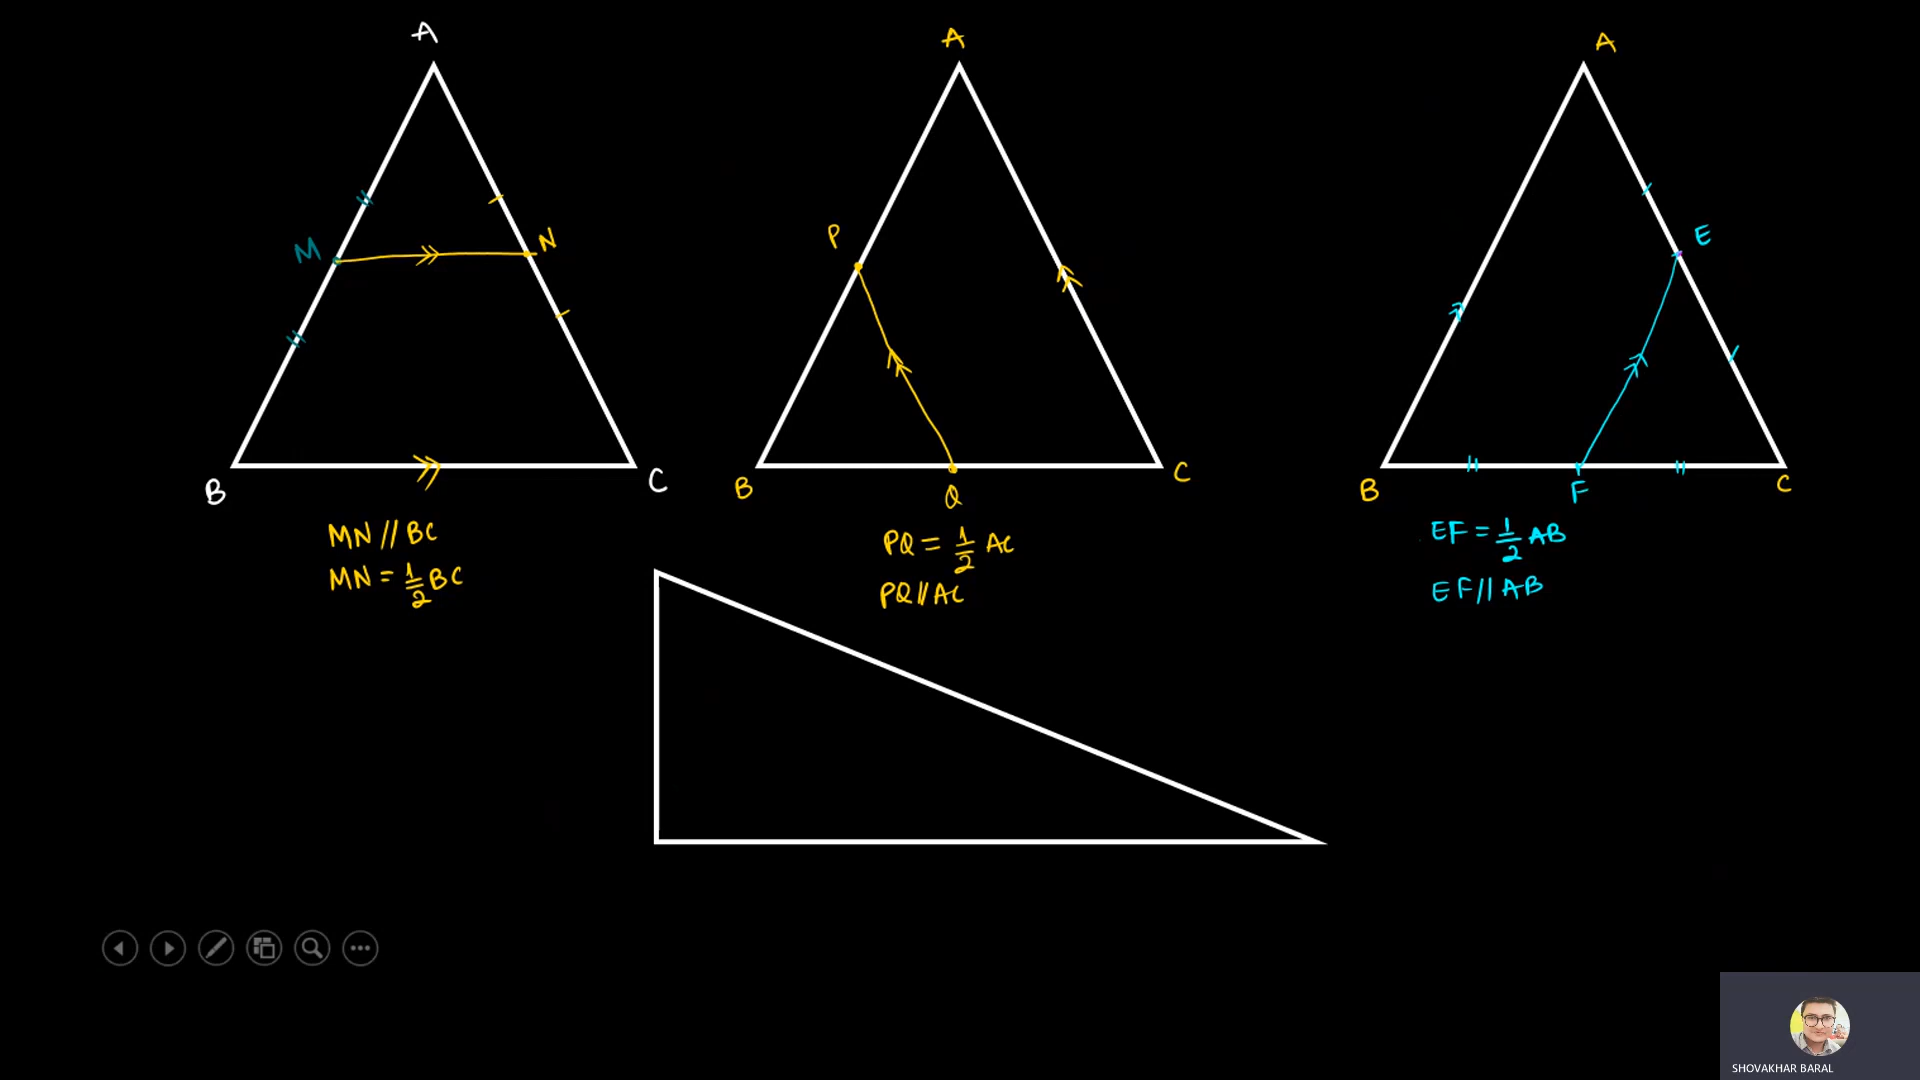 A
M
N
B
C
MN // BC
MN = 1/2 BC
A
P
B
Q
C
PQ = 1/2 AC
PQ // AC
A
E
B
F
C
EF = 1/2 AB
EF // AB
SHOVAKHAR BARAL